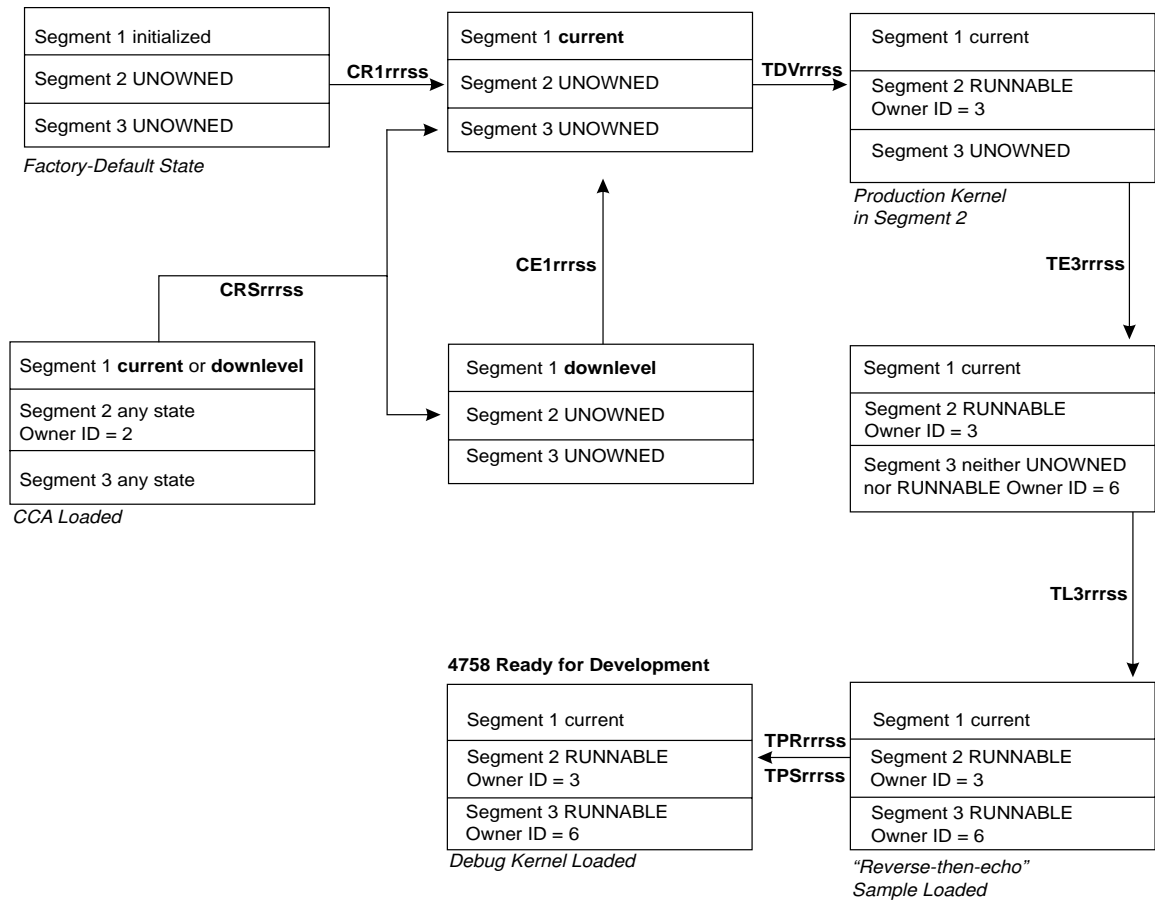 Segment 1 initialized
Segment 2 UNOWNED
Segment 3 UNOWNED
Factory-Default State
CR1rrrss
Segment 1 current
Segment 2 UNOWNED
Segment 3 UNOWNED
TDVrrrss
Segment 1 current
Segment 2 RUNNABLE
Owner ID = 3
Segment 3 UNOWNED
Production Kernel
in Segment 2
CRSrrrss
CE1rrrss
TE3rrrss
Segment 1 current or downlevel
Segment 2 any state
Owner ID = 2
Segment 3 any state
CCA Loaded
Segment 1 downlevel
Segment 2 UNOWNED
Segment 3 UNOWNED
Segment 1 current
Segment 2 RUNNABLE
Owner ID = 3
Segment 3 neither UNOWNED
nor RUNNABLE Owner ID = 6
TL3rrrss
4758 Ready for Development
Segment 1 current
Segment 2 RUNNABLE
Owner ID = 3
Segment 3 RUNNABLE
Owner ID = 6
Debug Kernel Loaded
TPRrrrss
TPSrrrss
Segment 1 current
Segment 2 RUNNABLE
Owner ID = 3
Segment 3 RUNNABLE
Owner ID = 6
“Reverse-then-echo”
Sample Loaded